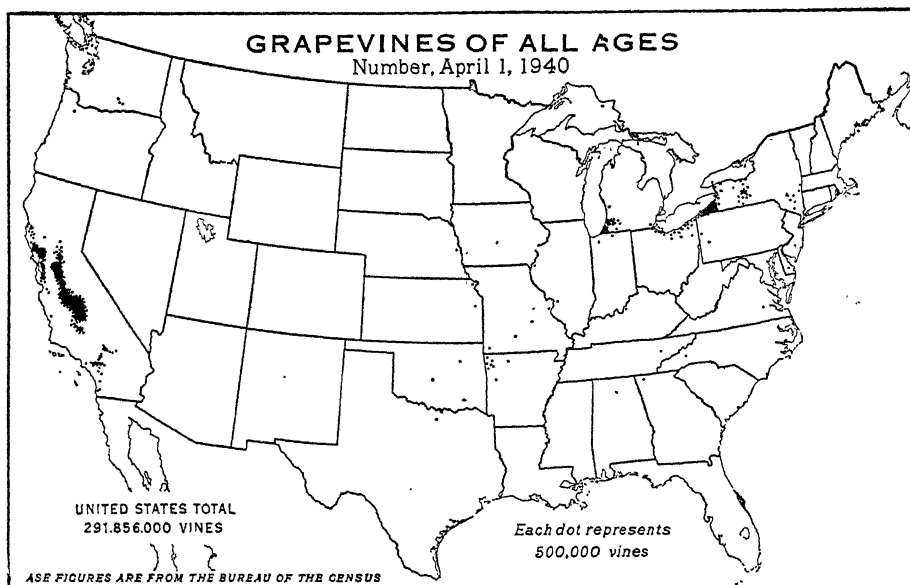 GRAPEVINES OF ALL AGES
Number, April 1, 1940
UNITED STATES TOTAL
291.856.000 VINES
Each dot represents
500,000 vines
ASE FIGURES ARE FROM THE BUREAU OF THE CENSUS